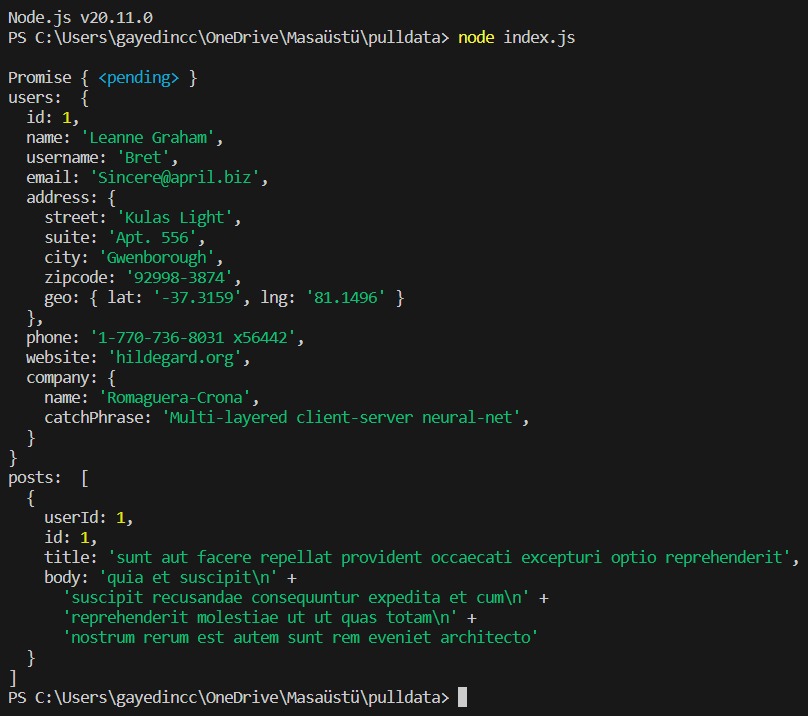 Node.js v20.11.0
PS C:\Users\gayedincc\OneDrive\Masaüstü\pulldata> node index.js
Promise { <pending> }
users:  {
  id: 1,
  name: 'Leanne Graham',
  username: 'Bret',
  email: 'Sincere@april.biz',
  address: {
    street: 'Kulas Light',
    suite: 'Apt. 556',
    city: 'Gwenborough',
    zipcode: '92998-3874',
    geo: { lat: '-37.3159', lng: '81.1496' }
  },
  phone: '1-770-736-8031 x56442',
  website: 'hildegard.org',
  company: {
    name: 'Romaguera-Crona',
    catchPhrase: 'Multi-layered client-server neural-net',
  }
}
posts:  [
  {
    userId: 1,
    id: 1,
    title: 'sunt aut facere repellat provident occaecati excepturi optio reprehenderit',
    body: 'quia et suscipit\n' +
      'suscipit recusandae consequuntur expedita et cum\n' +
      'reprehenderit molestiae ut ut quas totam\n' +
      'nostrum rerum est autem sunt rem eveniet architecto'
  }
]
PS C:\Users\gayedincc\OneDrive\Masaüstü\pulldata>